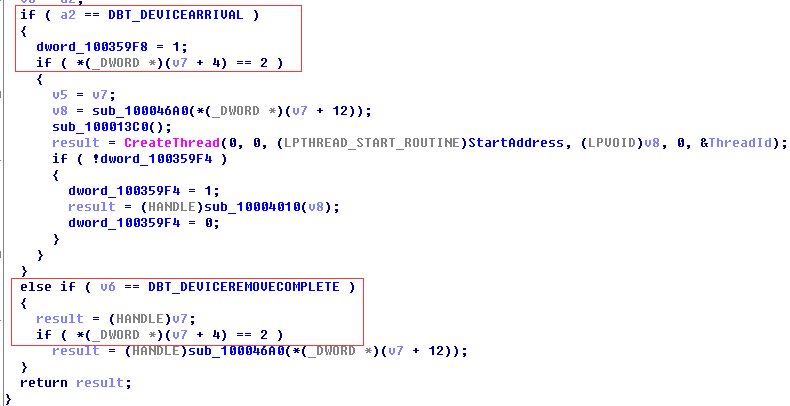 if ( a2 == DBT_DEVICEARRIVAL )
{
dword_100359F8 = 1;
if ( *(_DWORD *)(v7 + 4) == 2 )
{
v5 = v7;
v8 = sub_100046A0(*(_DWORD *)(v7 + 12));
sub_100013C0();
result = CreateThread(0, 0, (LPTHREAD_START_ROUTINE)StartAddress, (LPVOID)v8, 0, &ThreadId);
if ( !dword_100359F4 )
{
dword_100359F4 = 1;
result = (HANDLE)sub_10004010(v8);
dword_100359F4 = 0;
}
}
}
else if ( v6 == DBT_DEVICEREMOVECOMPLETE )
{
result = (HANDLE)v7;
if ( *(_DWORD *)(v7 + 4) == 2 )
result = (HANDLE)sub_100046A0(*(_DWORD *)(v7 + 12));
}
return result;
}